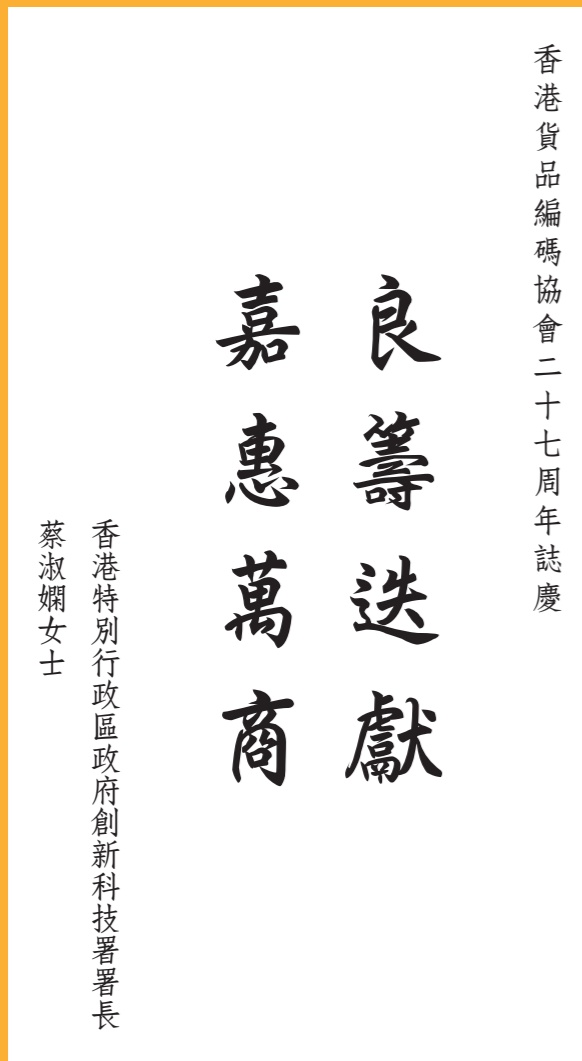 香港貨品編碼協會二十七周年誌慶
良籌迭獻
嘉惠萬商
香港特別行政區政府創新科技署署長
蔡淑嫻女士